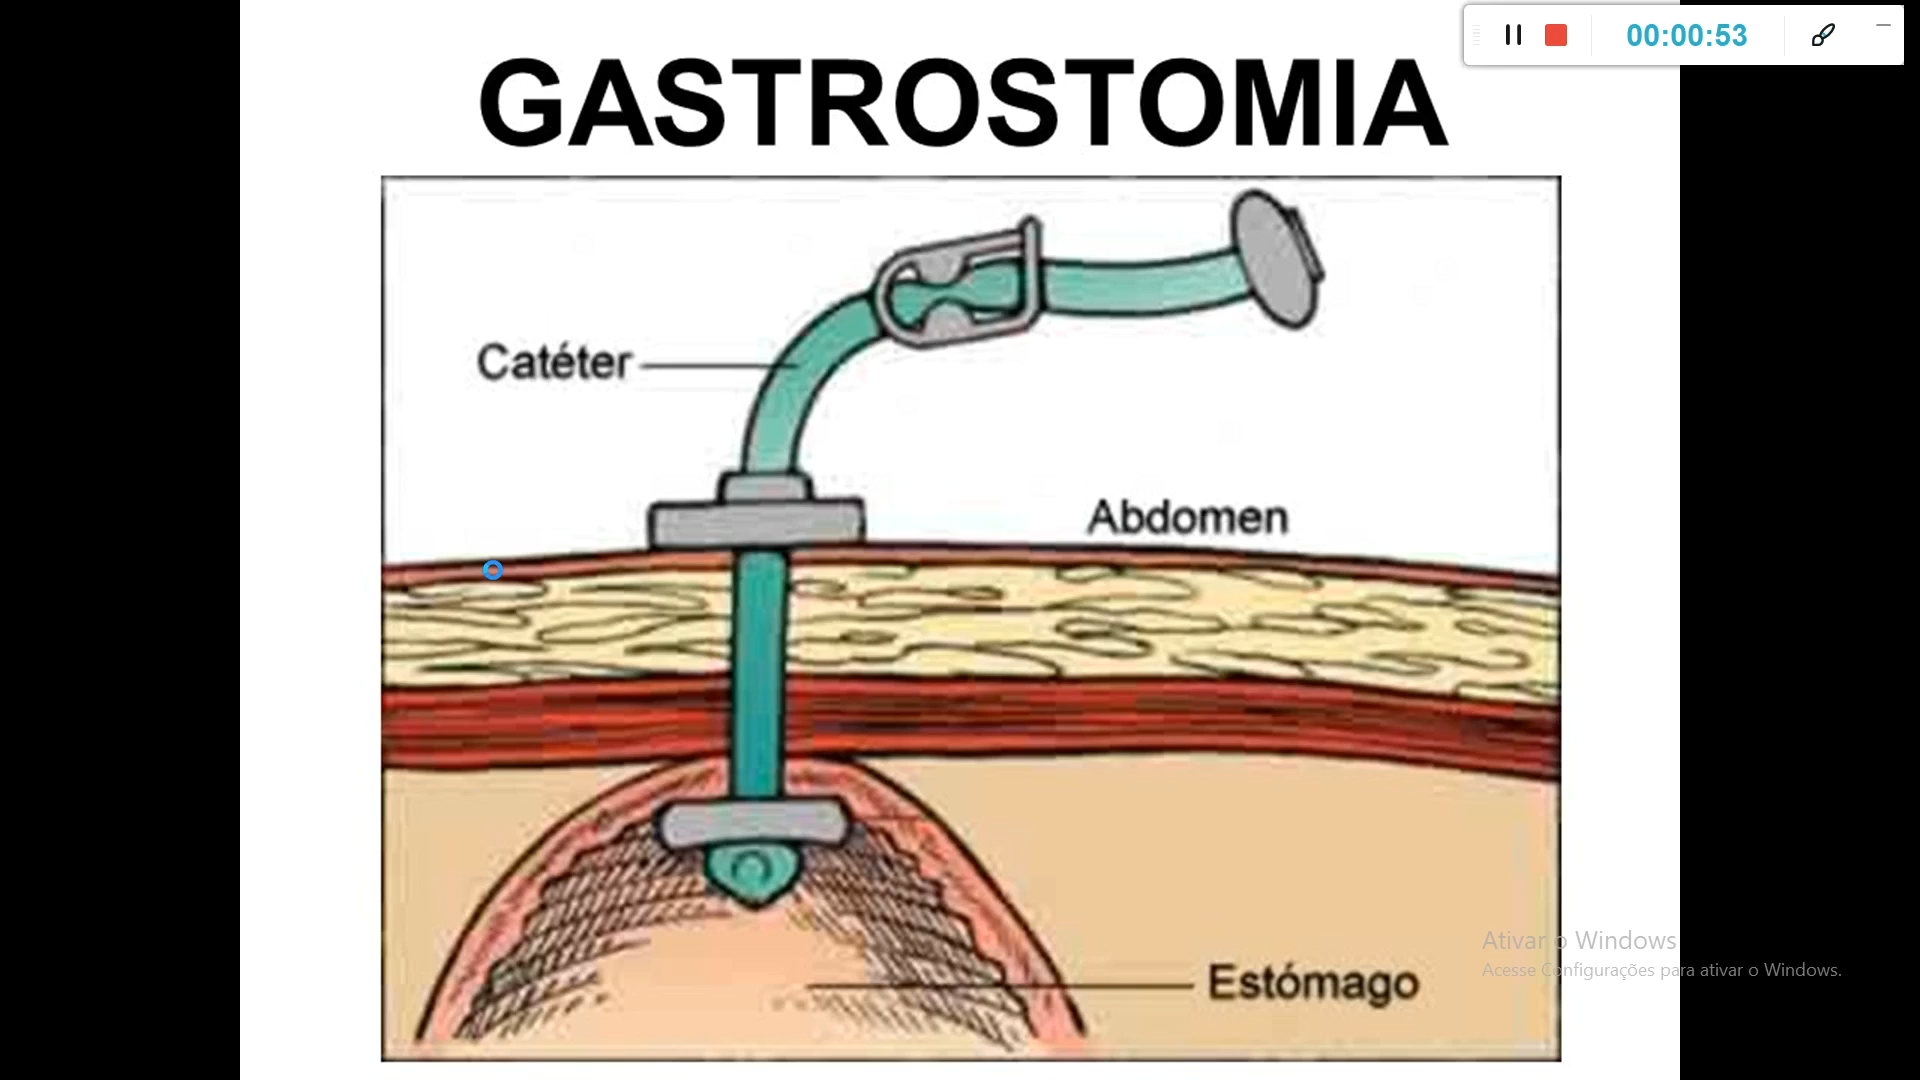 00:00:53
GASTROSTOMIA
Catéter
Abdomen
Estómago
Ativar o Windows
Acesse Configurações para ativar o Windows.